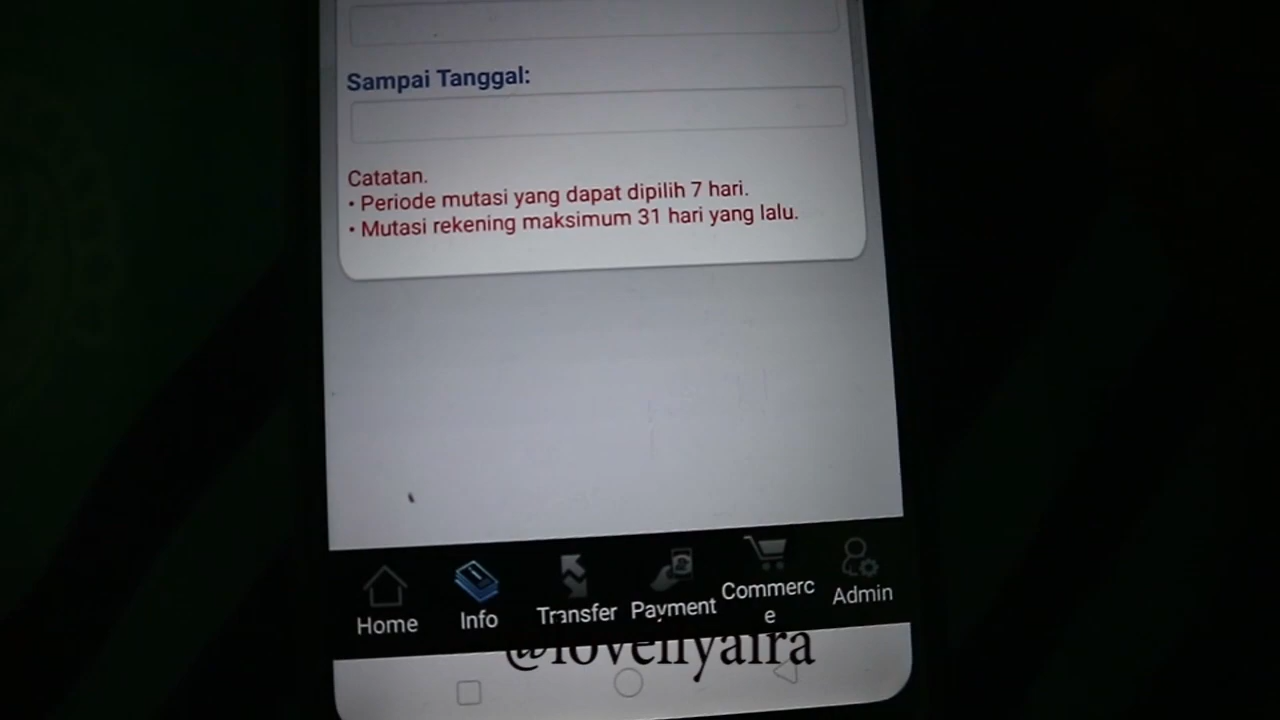 Sampai Tanggal:
Catatan.
• Periode mutasi yang dapat dipilih 7 hari.
• Mutasi rekening maksimum 31 hari yang lalu.
Home
Info
Transfer
Payment
Commerc
e
Admin